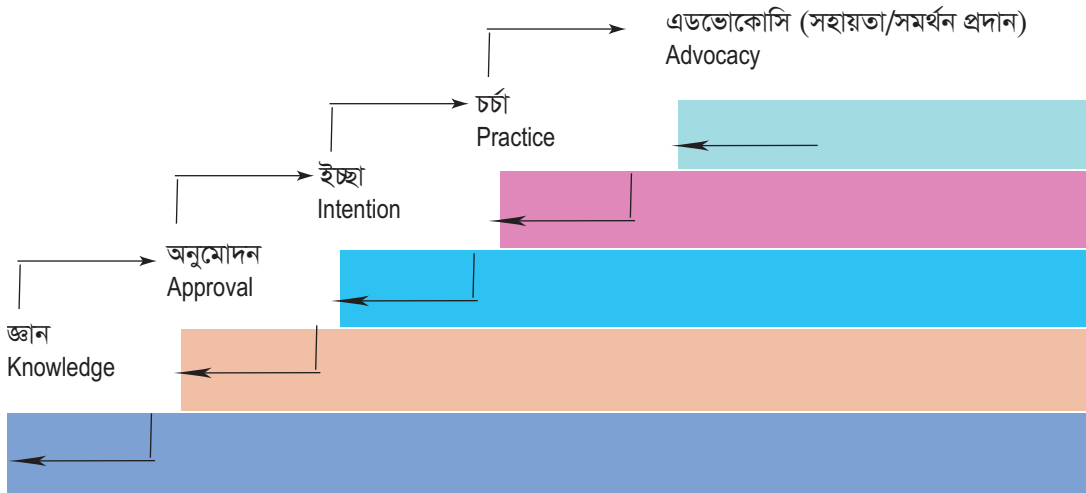 এডভোকোসি (সহায়তা/সমর্থন প্রদান)
Advocacy
চর্চা
Practice
ইচ্ছা
Intention
অনুমোদন
Approval
জ্ঞান
Knowledge